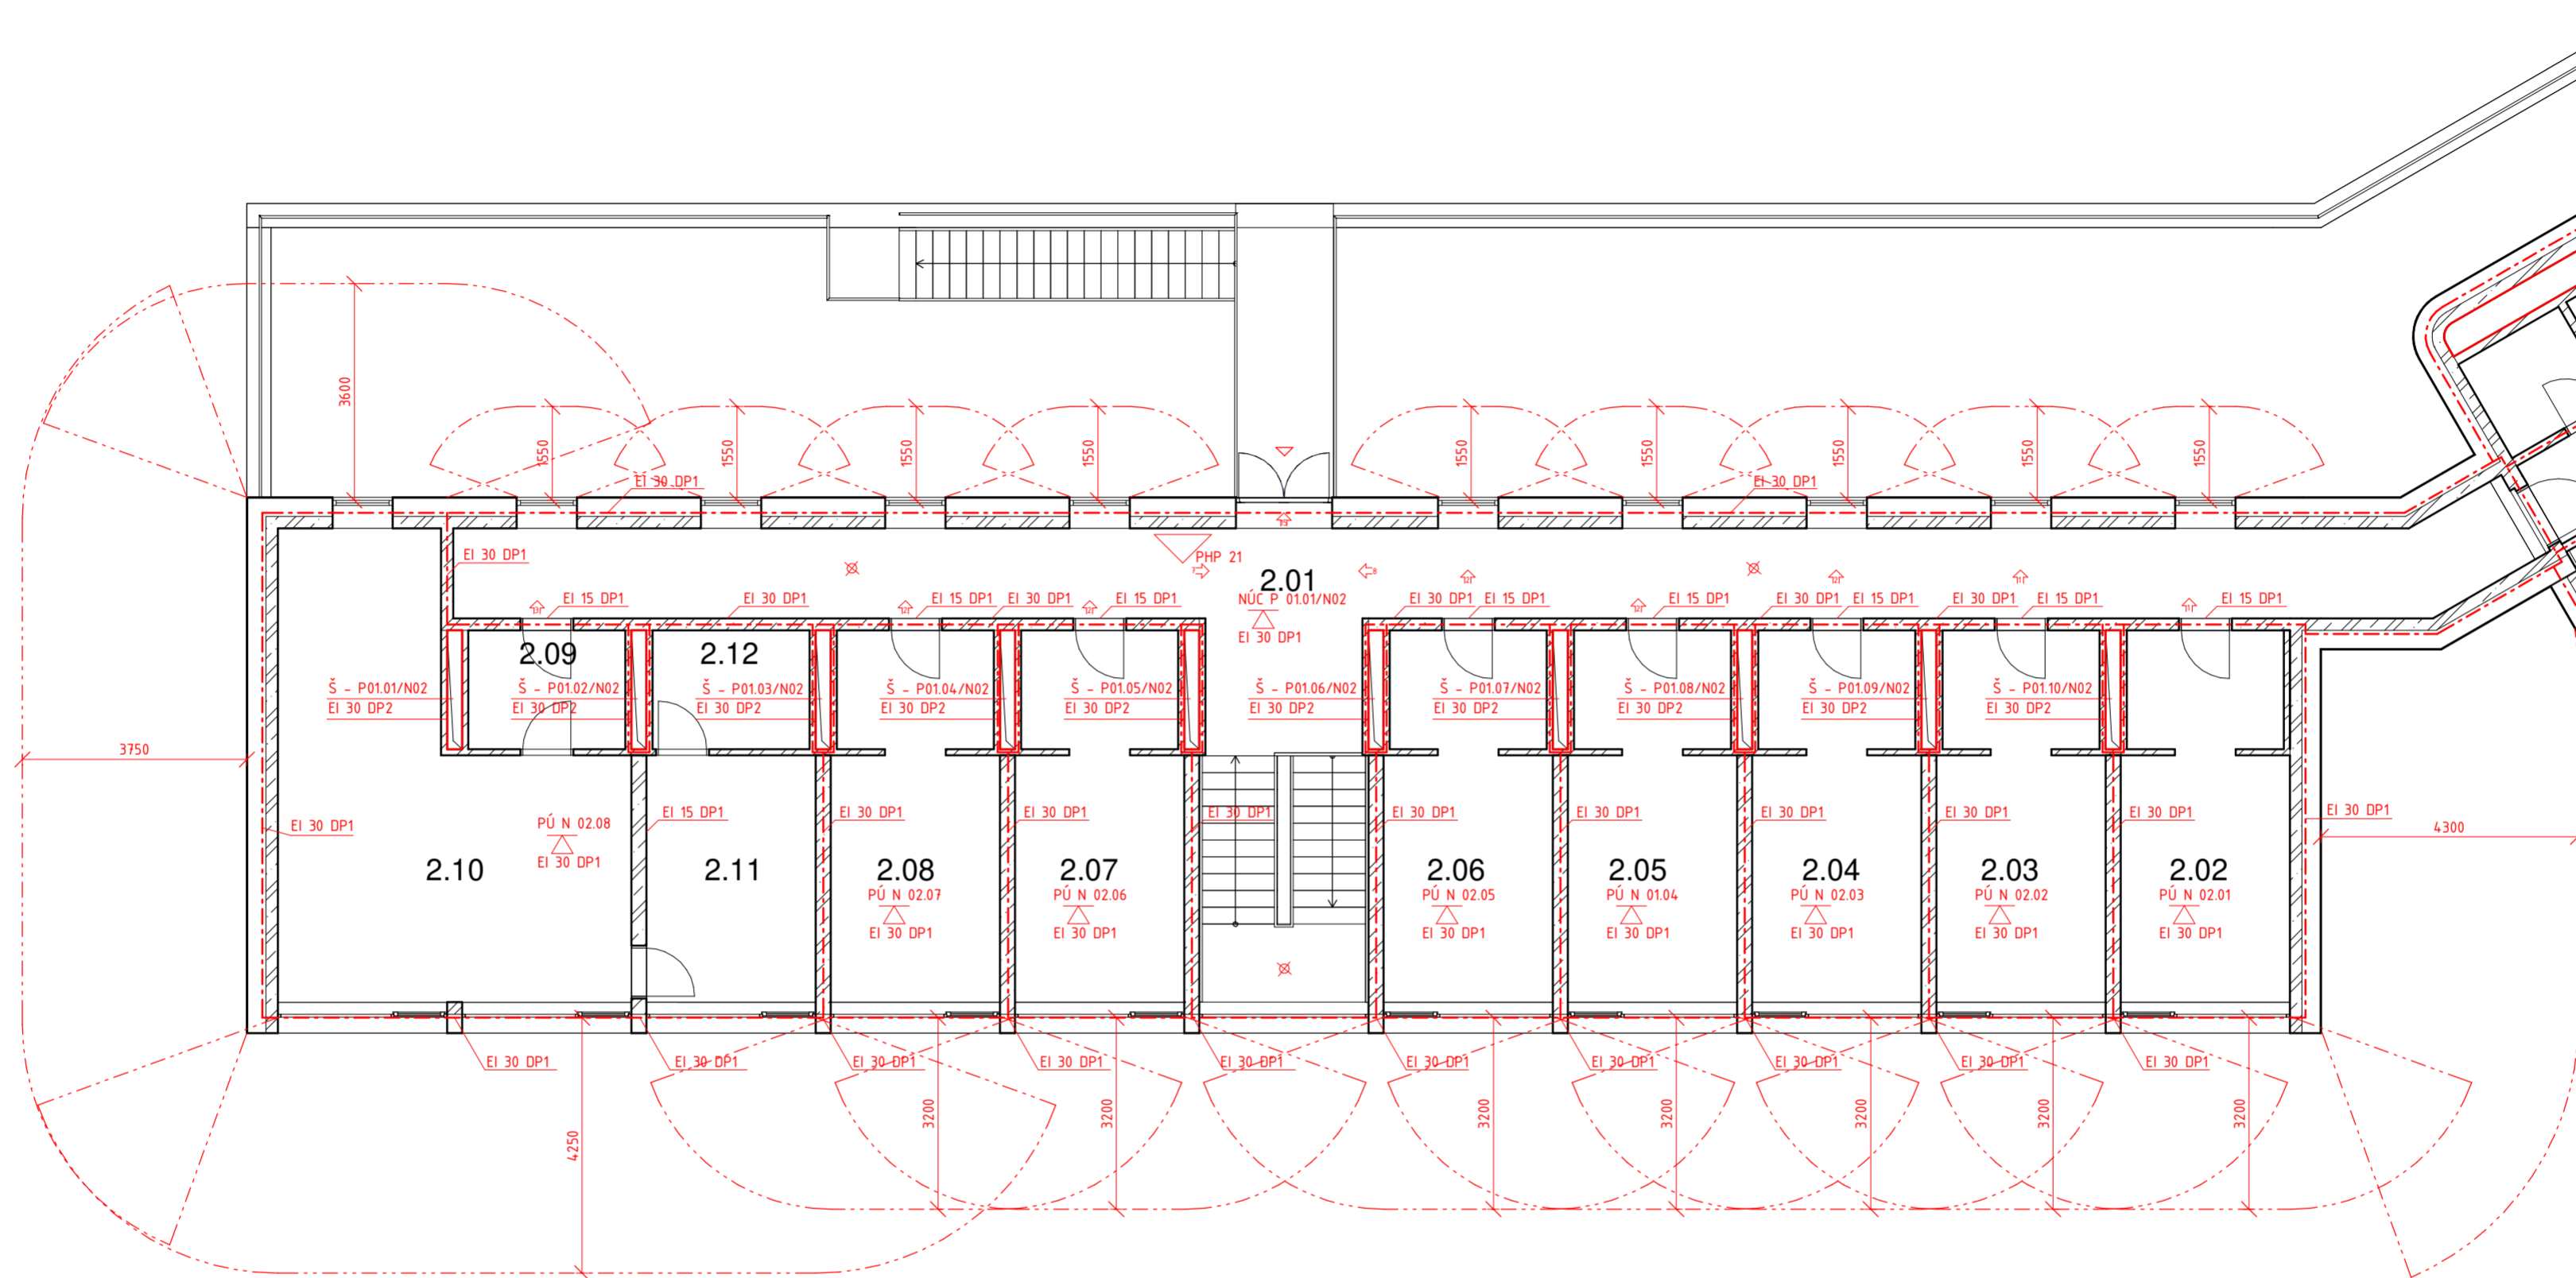 3600
1550
1550
1550
1550
1550
1550
1550
1550
1550
EI 30 DP1
EI 30 DP1
EI 30 DP1
PHP 21
2.01
NÚC P 01.01/N02
EI 30 DP1
EI 15 DP1
EI 30 DP1
EI 15 DP1
EI 30 DP1
EI 15 DP1
EI 30 DP1
EI 15 DP1
EI 15 DP1
EI 30 DP1
EI 15 DP1
EI 30 DP1
EI 15 DP1
EI 15 DP1
2.09
2.12
Š - P01.01/N02
EI 30 DP2
Š - P01.02/N02
EI 30 DP2
Š - P01.03/N02
EI 30 DP2
Š - P01.04/N02
EI 30 DP2
Š - P01.05/N02
EI 30 DP2
Š - P01.06/N02
EI 30 DP2
Š - P01.07/N02
EI 30 DP2
Š - P01.08/N02
EI 30 DP2
Š - P01.09/N02
EI 30 DP2
Š - P01.10/N02
EI 30 DP2
3750
EI 30 DP1
PÚ N 02.08
EI 30 DP1
EI 15 DP1
EI 30 DP1
EI 30 DP1
EI 30 DP1
EI 30 DP1
EI 30 DP1
EI 30 DP1
EI 30 DP1
EI 30 DP1
EI 30 DP1
4300
2.10
2.11
2.08
PÚ N 02.07
EI 30 DP1
2.07
PÚ N 02.06
EI 30 DP1
2.06
PÚ N 02.05
EI 30 DP1
2.05
PÚ N 01.04
EI 30 DP1
2.04
PÚ N 02.03
EI 30 DP1
2.03
PÚ N 02.02
EI 30 DP1
2.02
PÚ N 02.01
EI 30 DP1
EI 30 DP1
EI 30 DP1
EI 30 DP1
EI 30 DP1
EI 30 DP1
EI 30 DP1
EI 30 DP1
EI 30 DP1
EI 30 DP1
EI 30 DP1
4250
3200
3200
3200
3200
3200
3200
3200